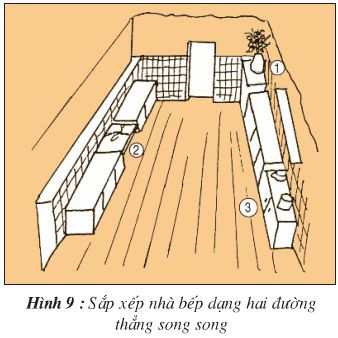 1
2
3
Hình 9 : Sắp xếp nhà bếp dạng hai đường
thẳng song song